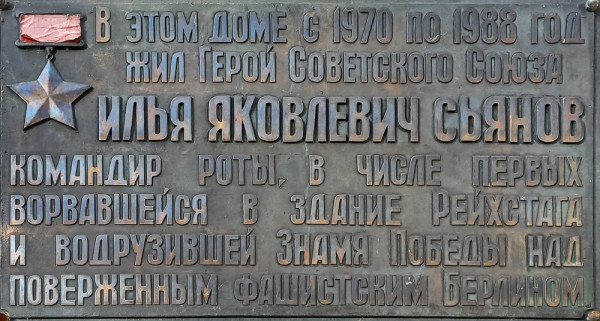 В этом доме с 1970 по 1988 год
жил Герой Советского Союза
Илья Яковлевич Сьянов
командир роты, в числе первых
ворвавшейся в здание Рейхстага
и водрузившей Знамя Победы над
поверженным фашистским Берлином